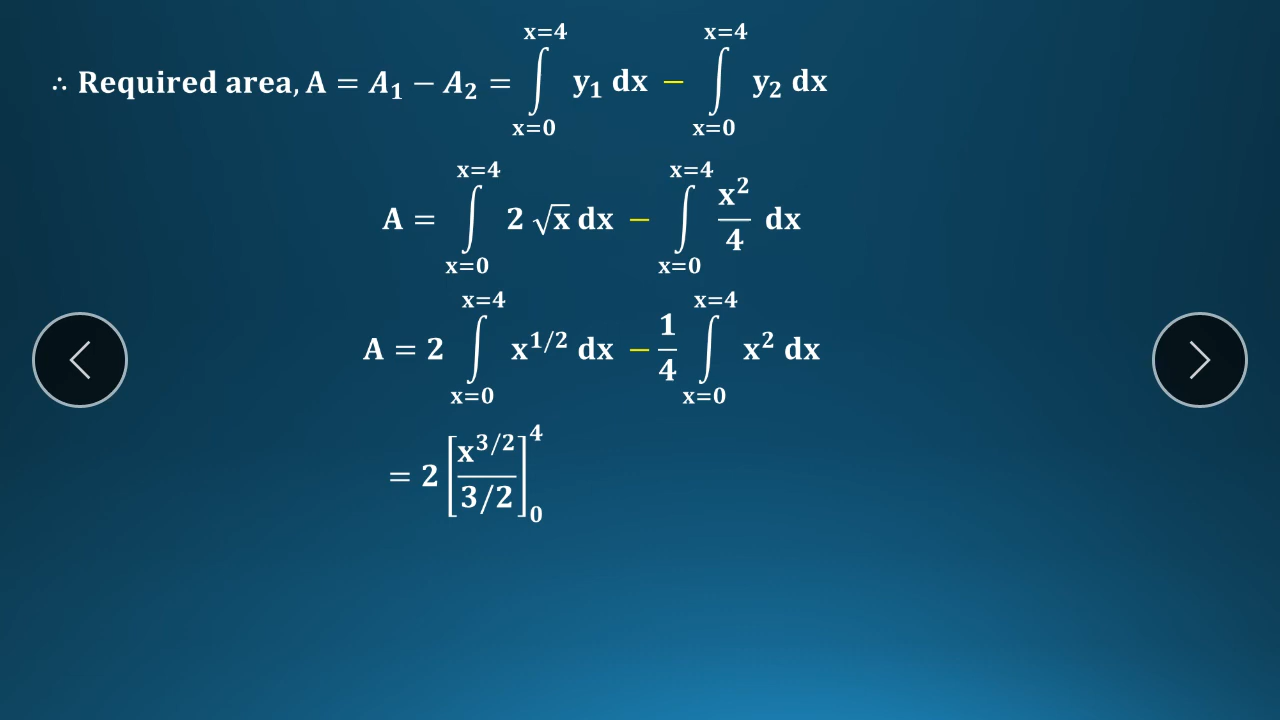 ∴ Required area, A = A₁ − A₂ = ∫_{x=0}^{x=4} y₁ dx − ∫_{x=0}^{x=4} y₂ dx
A = ∫_{x=0}^{x=4} 2 √x dx − ∫_{x=0}^{x=4} x²/4 dx
A = 2 ∫_{x=0}^{x=4} x^{1/2} dx − 1/4 ∫_{x=0}^{x=4} x² dx
= 2 [x^{3/2} / 3/2]_0^4